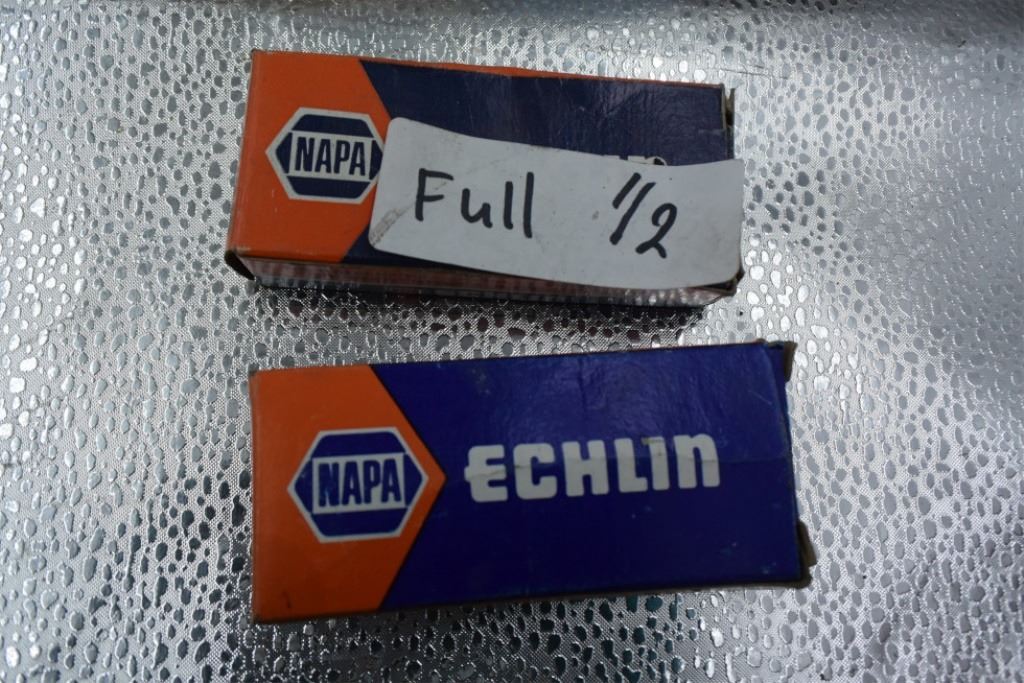 NAPA
Full 1/2
NAPA
ECHLIN